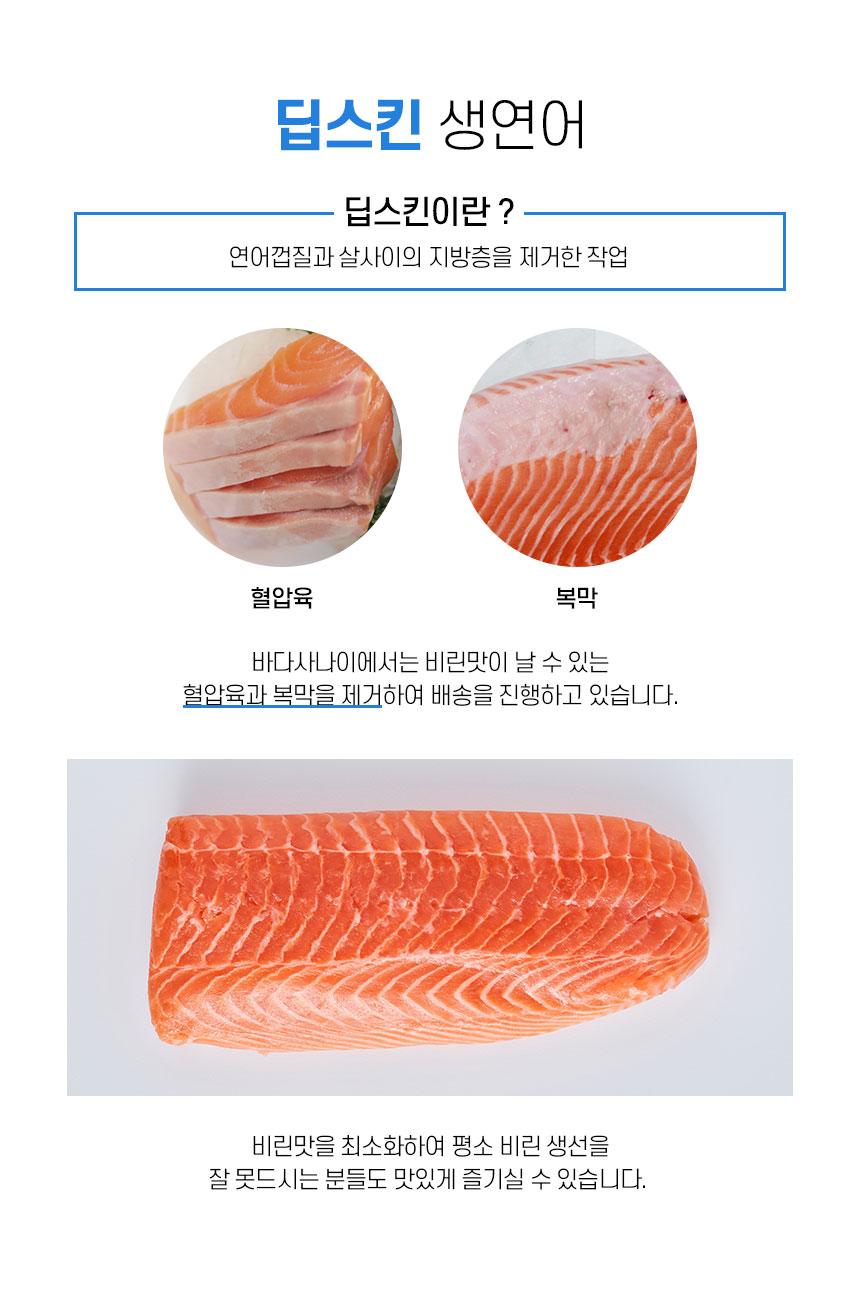 딥스킨 생연어
딥스킨이란 ?
연어껍질과 살사이의 지방층을 제거한 작업
혈압육
복막
바다사나이에서는 비린맛이 날 수 있는
혈압육과 복막을 제거하여 배송을 진행하고 있습니다.
비린맛을 최소화하여 평소 비린 생선을
잘 못드시는 분들도 맛있게 즐기실 수 있습니다.